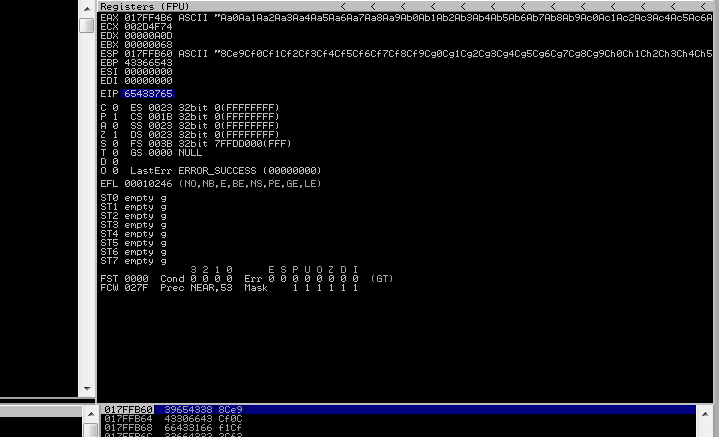 Registers (FPU) < < < < < < < < < < < < <
EAX 017FF4B6 ASCII "Aa0Aa1Aa2Aa3Aa4Aa5Aa6Aa7Aa8Aa9Ab0Ab1Ab2Ab3Ab4Ab5Ab6Ab7Ab8Ab9Ac0Ac1Ac2Ac3Ac4Ac5Ac6A
ECX 002D4F74
EDX 00000A0D
EBX 00000063
ESP 017FFB60 ASCII "8Ce9Cf0Cf1Cf2Cf3Cf4Cf5Cf6Cf7Cf8Cf9Cg0Cg1Cg2Cg3Cg4Cg5Cg6Cg7Cg8Cg9Ch0Ch1Ch2Ch3Ch4Ch5
EBP 43366543
ESI 00000000
EDI 00000000
EIP 65433765
C 0 ES 0023 32bit 0(FFFFFFFF)
P 1 CS 001B 32bit 0(FFFFFFFF)
A 0 SS 0023 32bit 0(FFFFFFFF)
Z 1 DS 0023 32bit 0(FFFFFFFF)
S 0 FS 003B 32bit 7FFDD000(FFF)
T 0 GS 0000 NULL
D 0
O 0 LastErr ERROR_SUCCESS (00000000)
EFL 00010246 (NO,NB,E,BE,NS,PE,GE,LE)
ST0 empty g
ST1 empty g
ST2 empty g
ST3 empty g
ST4 empty g
ST5 empty g
ST6 empty g
ST7 empty g
3 2 1 0 E S P U O Z D I
FST 0000 Cond 0 0 0 0 Err 0 0 0 0 0 0 0 0 (GT)
FCW 027F Prec NEAR,53 Mask 1 1 1 1 1 1
017FFB60 39654338 8Ce9
017FFB64 43306643 Cf0C
017FFB68 66433166 f1Cf